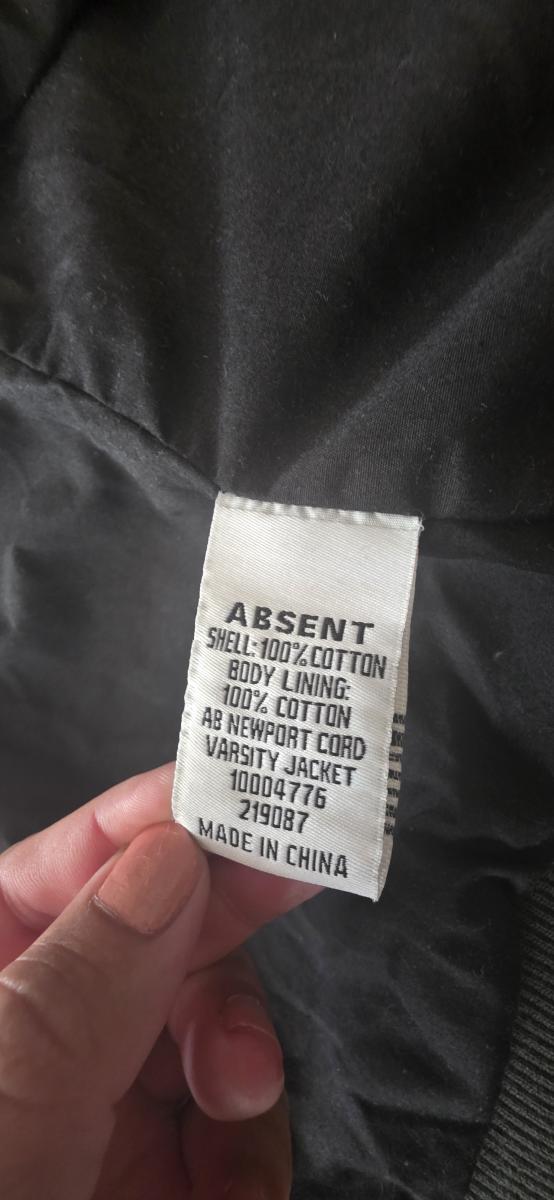 ABSENT
SHELL: 100% COTTON
BODY LINING:
100% COTTON
AB NEWPORT CORD
VARSITY JACKET
10004776
219087
MADE IN CHINA